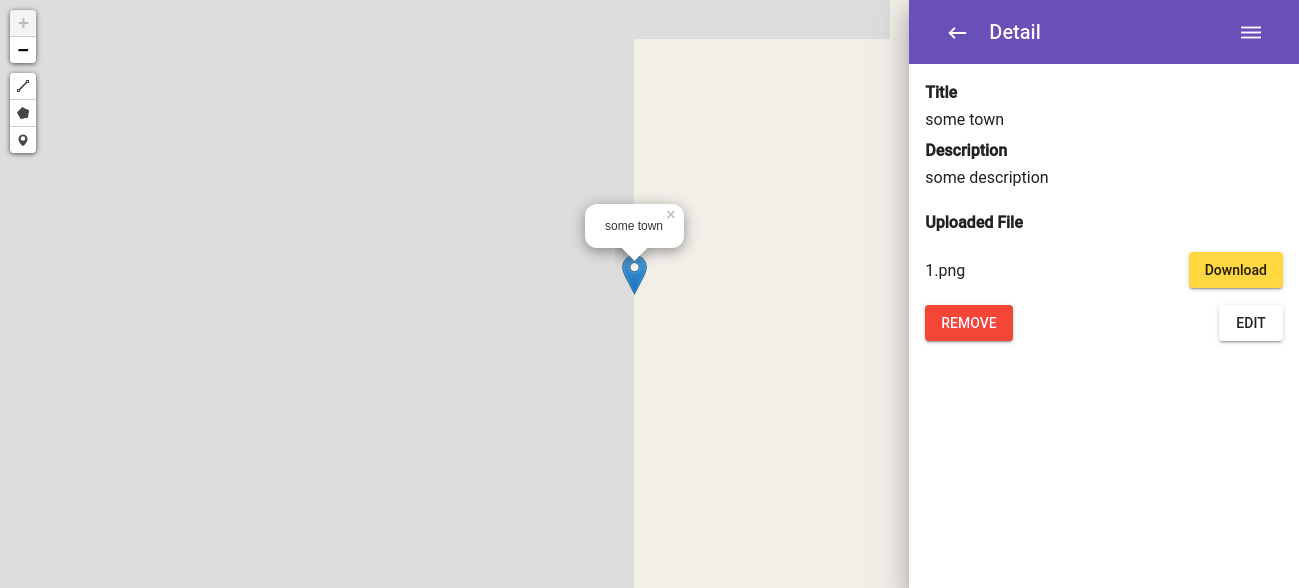 +
−
some town ×
Detail
Title
some town
Description
some description
Uploaded File
1.png
Download
REMOVE
EDIT